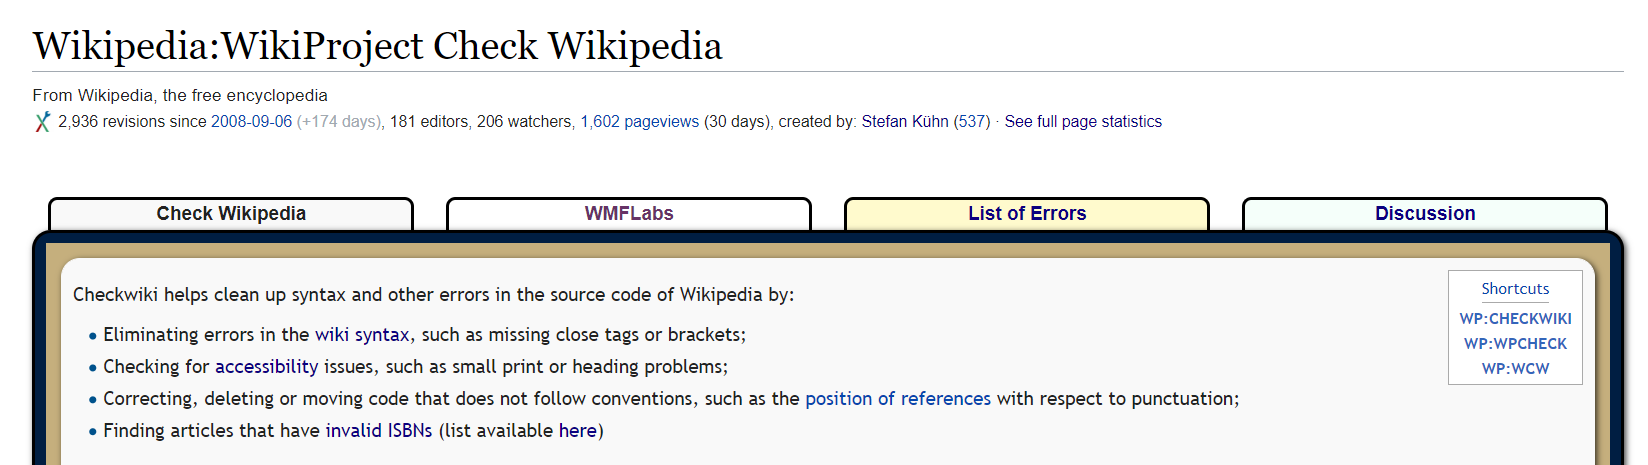 Wikipedia:WikiProject Check Wikipedia
From Wikipedia, the free encyclopedia
2,936 revisions since 2008-09-06 (+174 days), 181 editors, 206 watchers, 1,602 pageviews (30 days), created by: Stefan Kühn (537) · See full page statistics
Check Wikipedia
WMFLabs
List of Errors
Discussion
Checkwiki helps clean up syntax and other errors in the source code of Wikipedia by:
• Eliminating errors in the wiki syntax, such as missing close tags or brackets;
• Checking for accessibility issues, such as small print or heading problems;
• Correcting, deleting or moving code that does not follow conventions, such as the position of references with respect to punctuation;
• Finding articles that have invalid ISBNs (list available here)
Shortcuts
WP:CHECKWIKI
WP:WPCHECK
WP:WCW